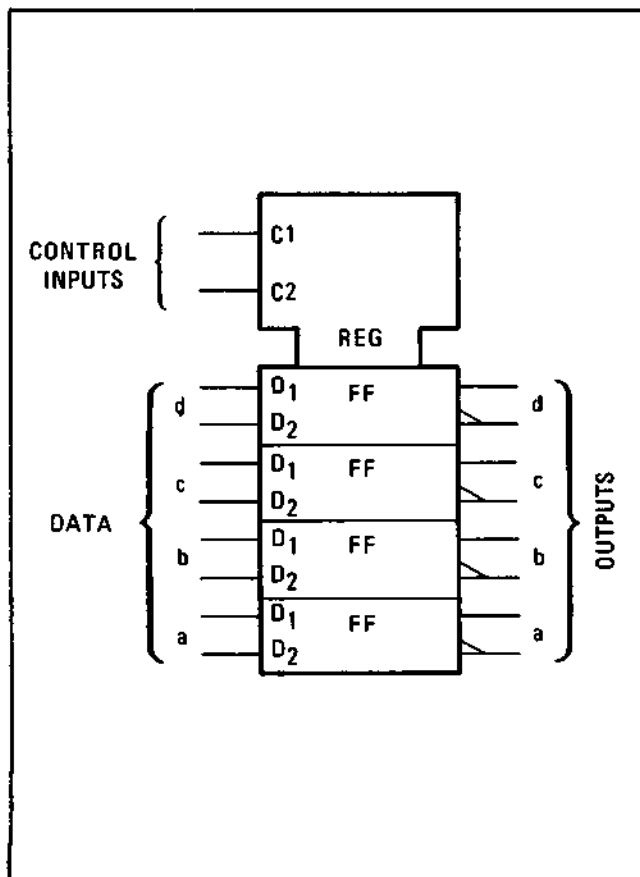 CONTROL
INPUTS
C1
C2
REG
DATA
d
D1 FF
D2
d
c
D1 FF
D2
c
b
D1 FF
D2
b
a
D1 FF
D2
a
OUTPUTS